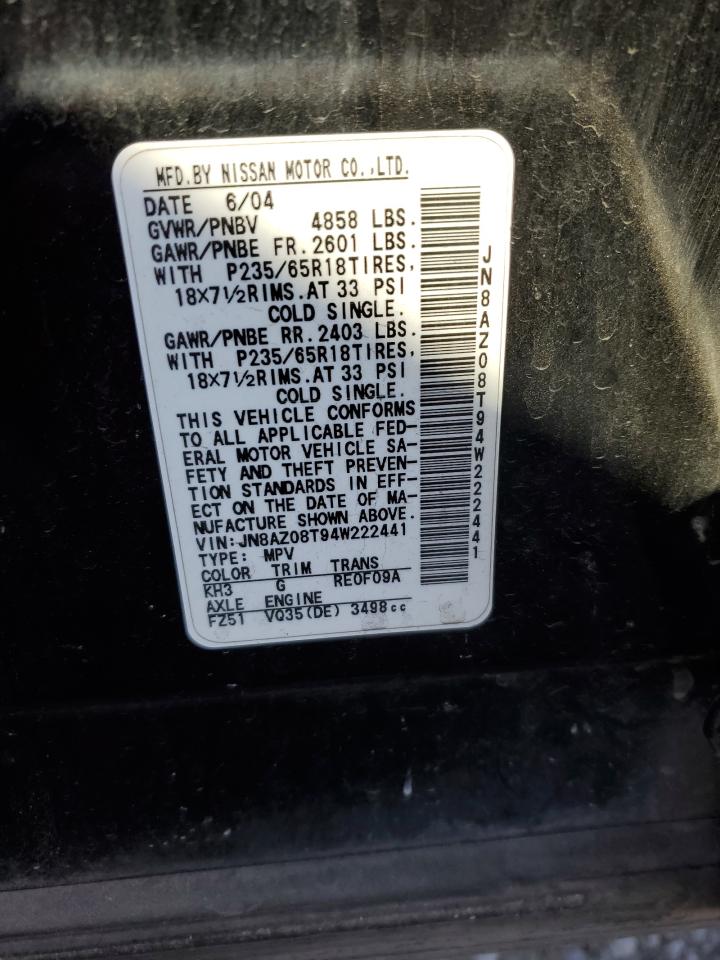 MFD.BY NISSAN MOTOR CO.,LTD.
DATE 6/04
GVWR/PNBV 4858 LBS.
GAWR/PNBE FR.2601 LBS.
WITH P235/65R18TIRES,
18X7½RIMS.AT 33 PSI
COLD SINGLE.
GAWR/PNBE RR.2403 LBS.
WITH P235/65R18TIRES,
18X7½RIMS.AT 33 PSI
COLD SINGLE.
THIS VEHICLE CONFORMS
TO ALL APPLICABLE FED-
ERAL MOTOR VEHICLE SA-
FETY AND THEFT PREVEN-
TION STANDARDS IN EFF-
ECT ON THE DATE OF MA-
NUFACTURE SHOWN ABOVE.
VIN:JN8AZ08T94W222441
TYPE: MPV
COLOR TRIM TRANS
KH3 G RE0F09A
AXLE ENGINE
FZ51 VQ35(DE) 3498cc
JN8AZ08T94W222441